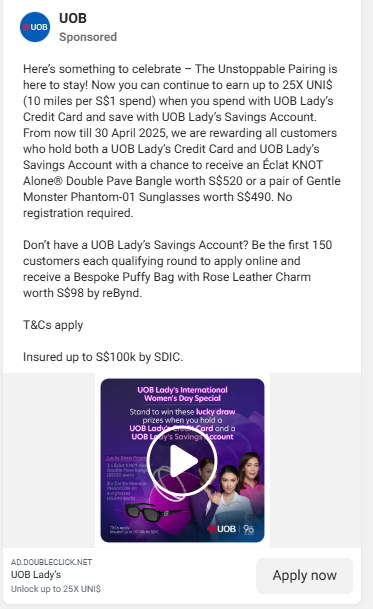 UOB
UOB
Sponsored
Here's something to celebrate – The Unstoppable Pairing is
here to stay! Now you can continue to earn up to 25X UNI$
(10 miles per S$1 spend) when you spend with UOB Lady's
Credit Card and save with UOB Lady's Savings Account.
From now till 30 April 2025, we are rewarding all customers
who hold both a UOB Lady's Credit Card and UOB Lady's
Savings Account with a chance to receive an Éclat KNOT
Alone® Double Pave Bangle worth S$520 or a pair of Gentle
Monster Phantom-01 Sunglasses worth S$490. No
registration required.
Don't have a UOB Lady's Savings Account? Be the first 150
customers each qualifying round to apply online and
receive a Bespoke Puffy Bag with Rose Leather Charm
worth S$98 by reBynd.
T&Cs apply
Insured up to S$100k by SDIC.
UOB Lady's International
Women's Day Special
Stand to win these lucky draw
prizes when you hold a
UOB Lady's Credit Card and a
UOB Lady's Savings Account
UOB
AD.DOUBLECLICK.NET
UOB Lady's
Unlock up to 25X UNI$
Apply now